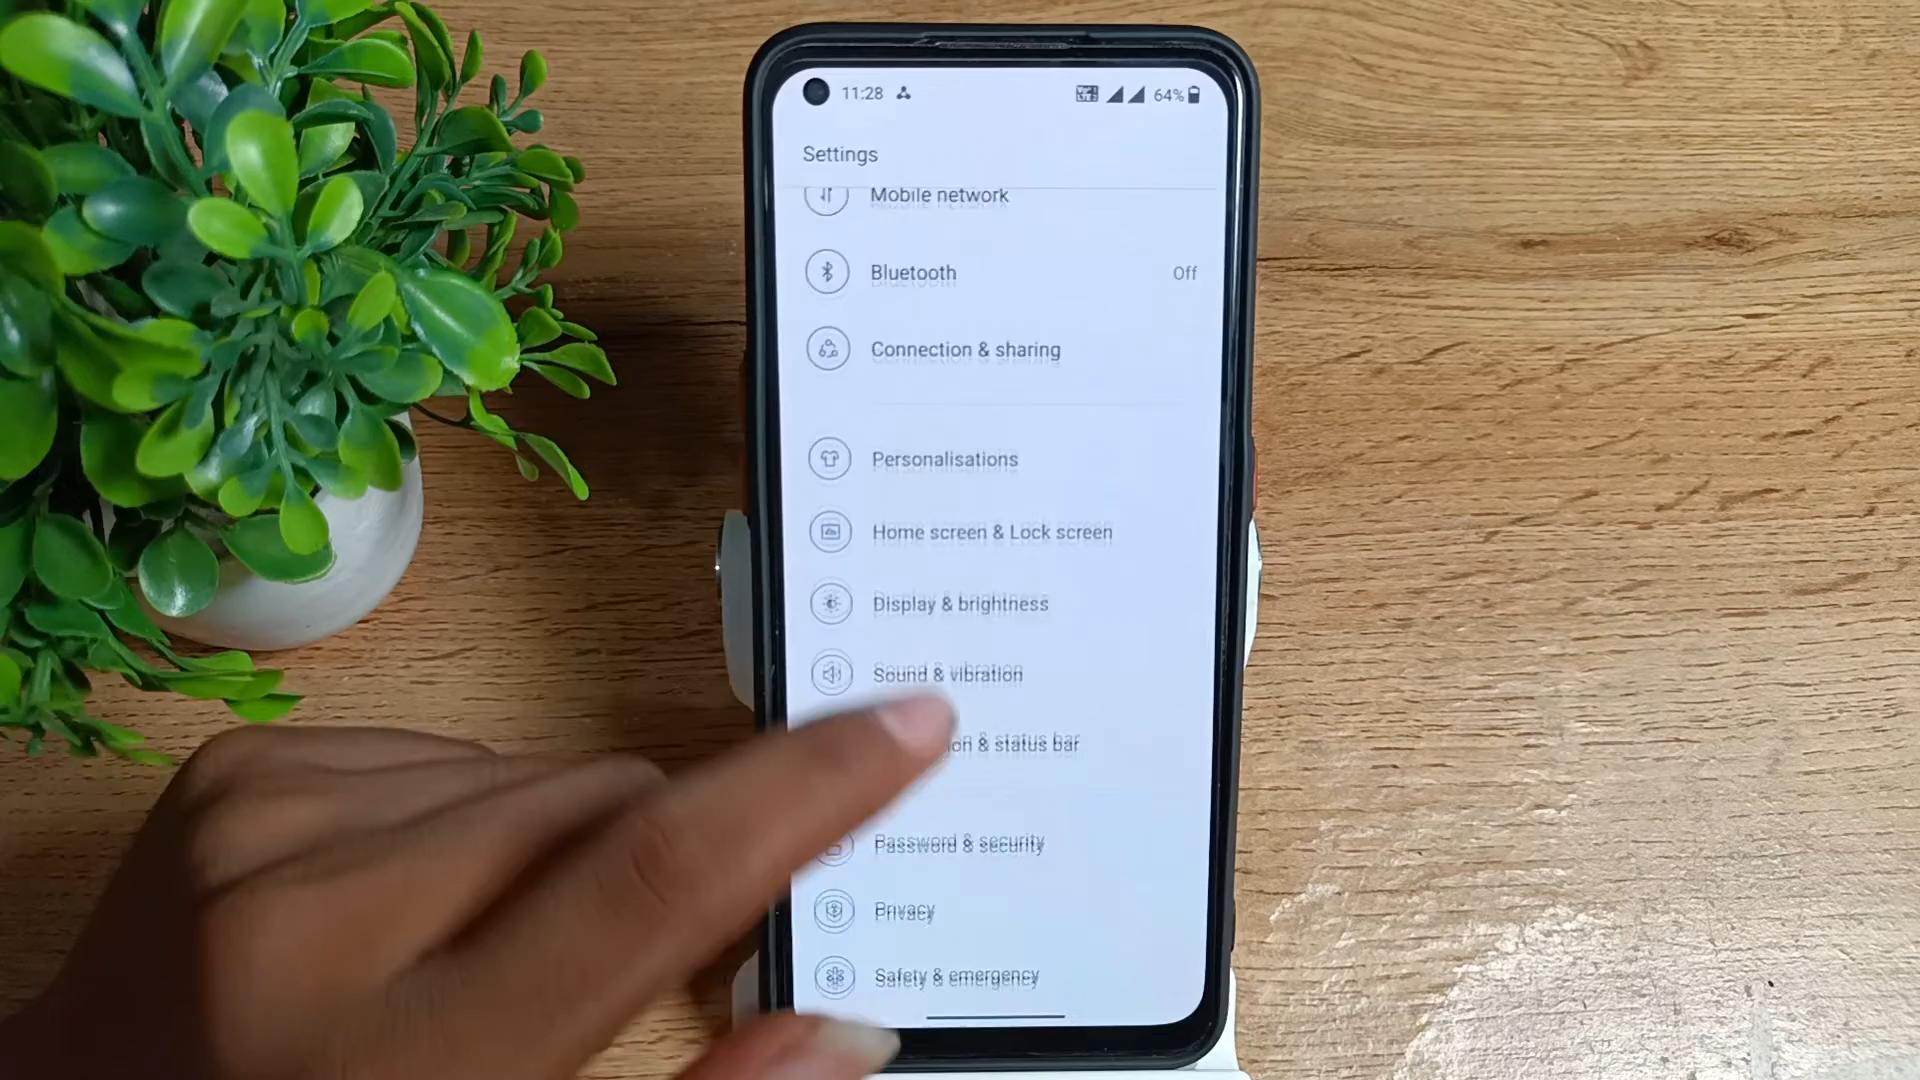 11:28
64%
Settings
Mobile network
Bluetooth
Off
Connection & sharing
Personalisations
Home screen & Lock screen
Display & brightness
Sound & vibration
on & status bar
Password & security
Privacy
Safety & emergency